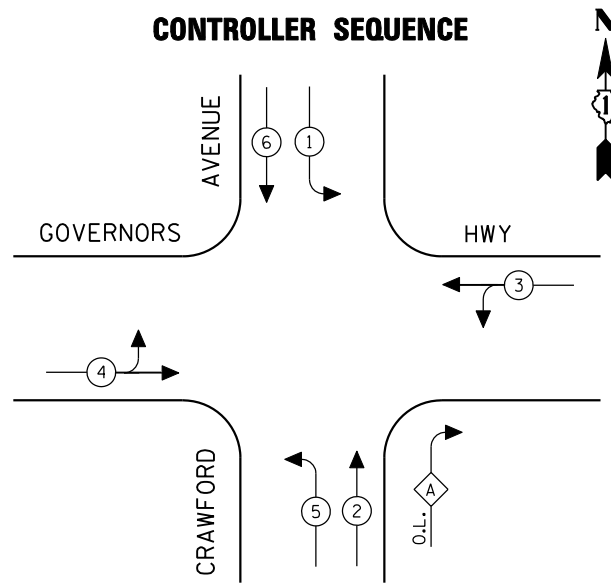 CONTROLLER SEQUENCE
N
1
AVENUE
6
1
GOVERNORS
HWY
3
4
CRAWFORD
5
2
A
O.L.